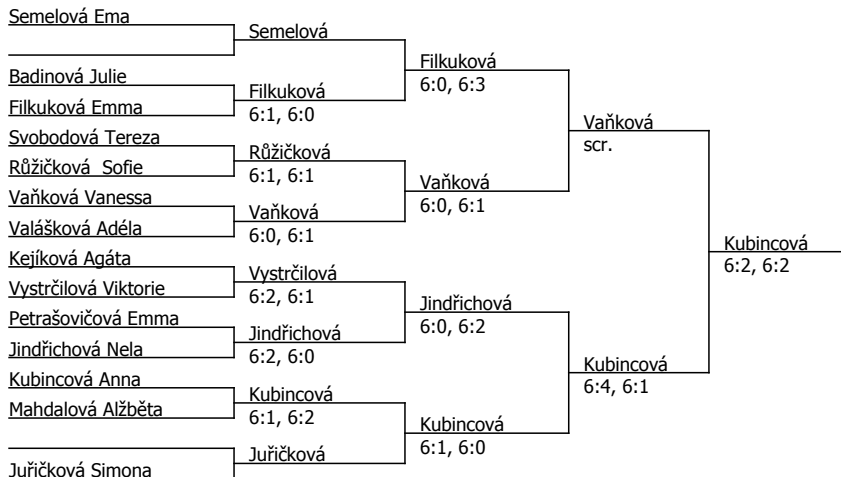 Semelová Ema
Semelová
Filkuková
6:0, 6:3
Badinová Julie
Filkuková
6:1, 6:0
Filkuková Emma
Vaňková
scr.
Svobodová Tereza
Růžičková
6:1, 6:1
Růžičková  Sofie
Vaňková
6:0, 6:1
Vaňková Vanessa
Vaňková
6:0, 6:1
Valášková Adéla
Kubincová
6:2, 6:2
Kejíková Agáta
Vystrčilová
6:2, 6:1
Vystrčilová Viktorie
Jindřichová
6:0, 6:2
Petrašovičová Emma
Jindřichová
6:2, 6:0
Jindřichová Nela
Kubincová
6:4, 6:1
Kubincová Anna
Kubincová
6:1, 6:2
Mahdalová Alžběta
Kubincová
6:1, 6:0
Juřičková
Juřičková Simona